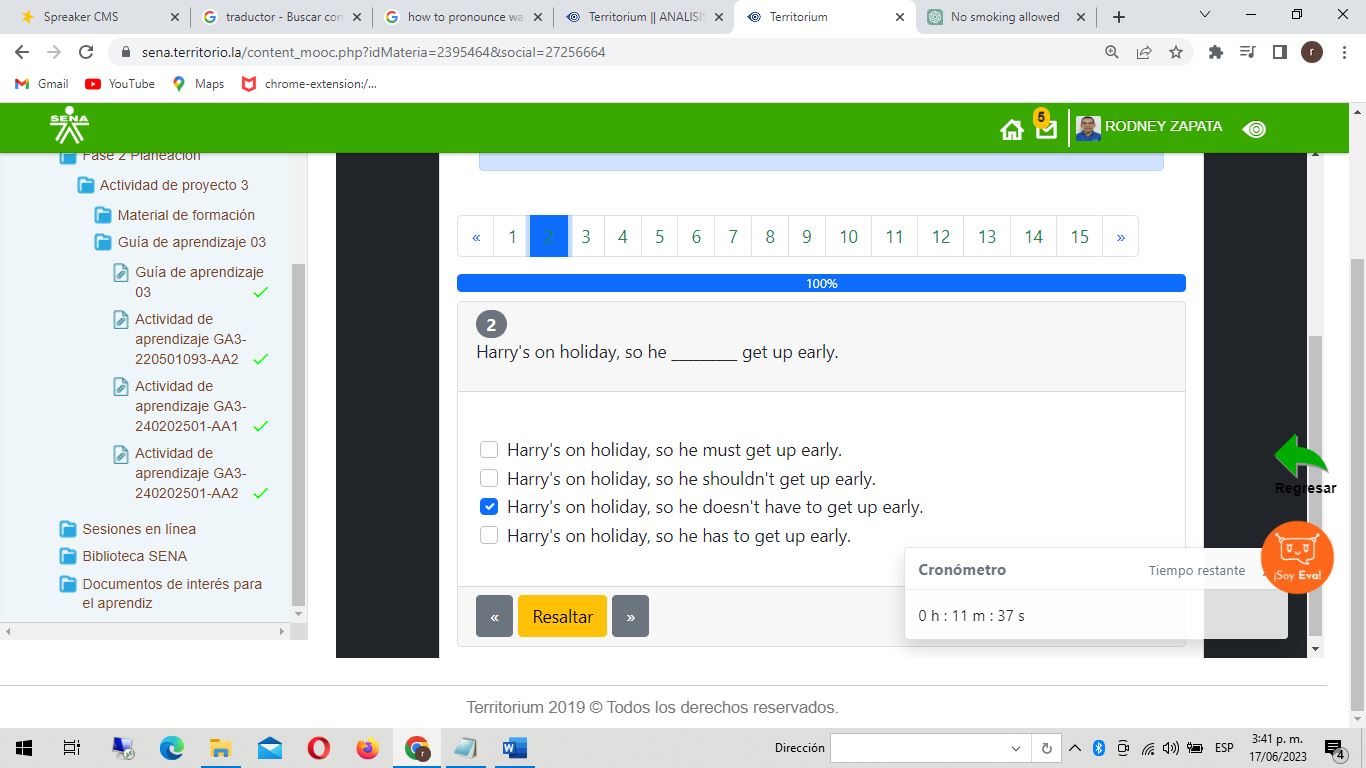 Spreaker CMS
traductor - Buscar con
how to pronounce wa
Territorium || ANALISIS
Territorium
No smoking allowed
sena.territorio.la/content_mooc.php?idMateria=2395464&social=27256664
r
Gmail
YouTube
Maps
chrome-extension:/...
SENA
5
RODNEY ZAPATA
Fase 2 Planeación
Actividad de proyecto 3
Material de formación
Guía de aprendizaje 03
Guía de aprendizaje
03
Actividad de
aprendizaje GA3-
220501093-AA2
Actividad de
aprendizaje GA3-
240202501-AA1
Actividad de
aprendizaje GA3-
240202501-AA2
Sesiones en línea
Biblioteca SENA
Documentos de interés para
el aprendiz
« 1 2 3 4 5 6 7 8 9 10 11 12 13 14 15 »
100%
2
Harry's on holiday, so he _________ get up early.
Harry's on holiday, so he must get up early.
Harry's on holiday, so he shouldn't get up early.
Harry's on holiday, so he doesn't have to get up early.
Harry's on holiday, so he has to get up early.
« Resaltar »
Regresar
¡Soy Eva!
Cronómetro
Tiempo restante
0 h : 11 m : 37 s
Territorium 2019 © Todos los derechos reservados.
Dirección
ESP
3:41 p. m.
17/06/2023
4